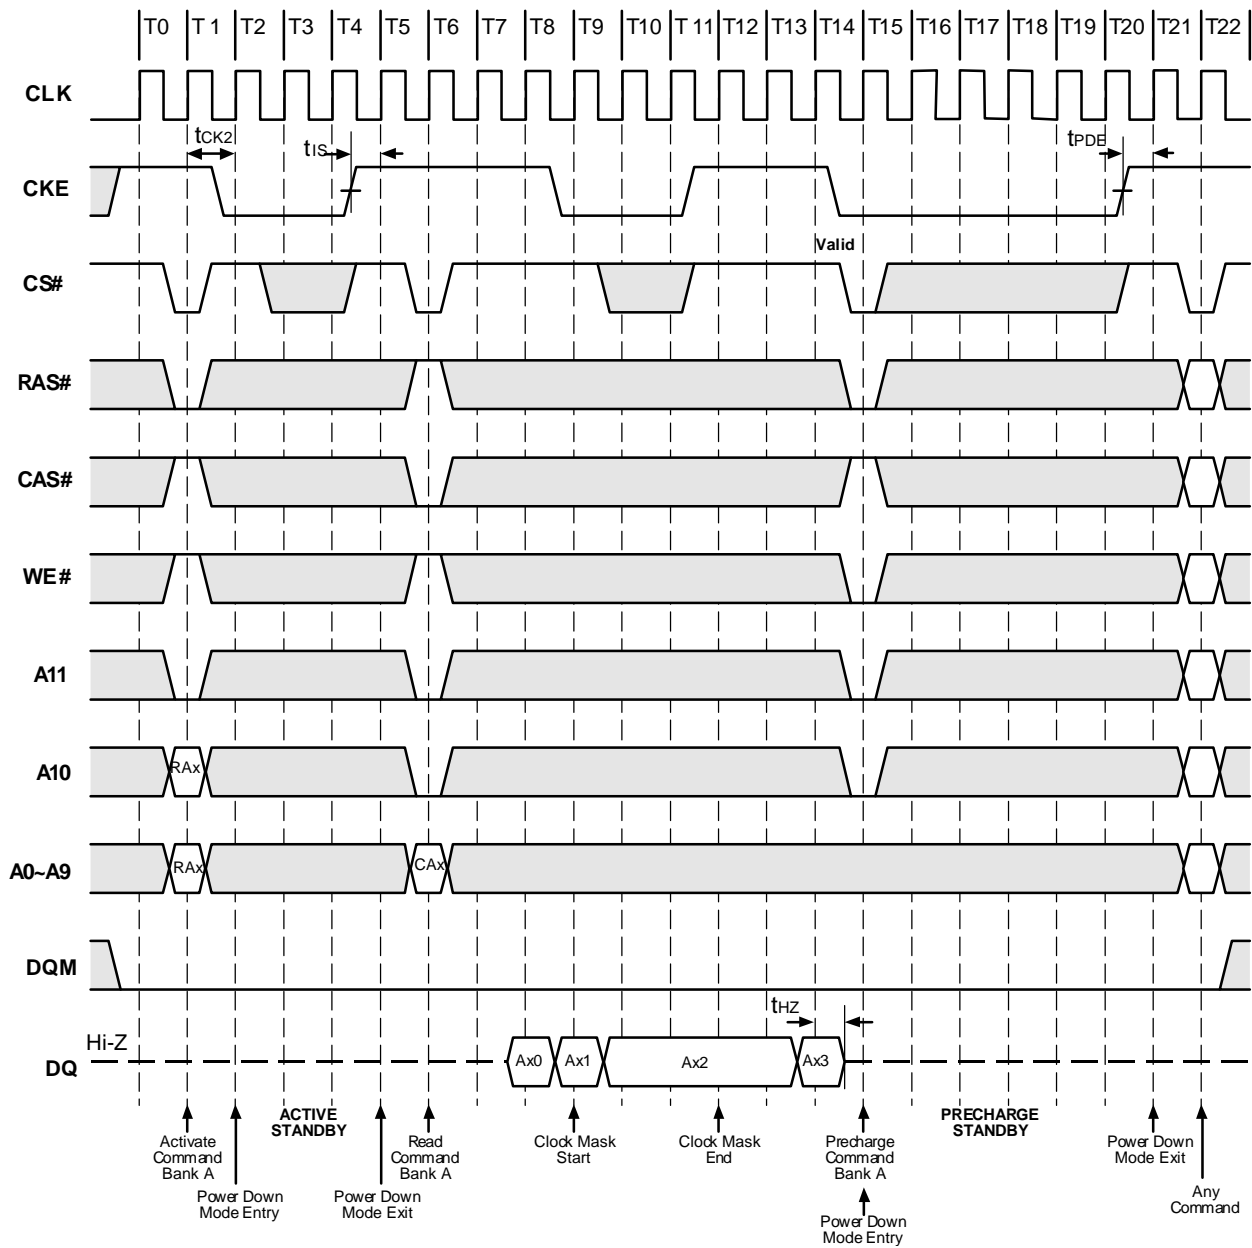 T0 T 1 T2 T3 T4 T5 T6 T7 T8 T9 T10 T 11 T12 T13 T14 T15 T16 T17 T18 T19 T20 T21 T22
CLK
tCK2 tIS tPDE
CKE
Valid
CS#
RAS#
CAS#
WE#
A11
A10 RAx
A0~A9 RAx CAx
DQM
tHZ
Hi-Z
DQ Ax0 Ax1 Ax2 Ax3
Activate
Command
Bank A
Power Down
Mode Entry
ACTIVE
STANDBY
Power Down
Mode Exit
Read
Command
Bank A
Clock Mask
Start
Clock Mask
End
Precharge
Command
Bank A
Power Down
Mode Entry
PRECHARGE
STANDBY
Power Down
Mode Exit
Any
Command